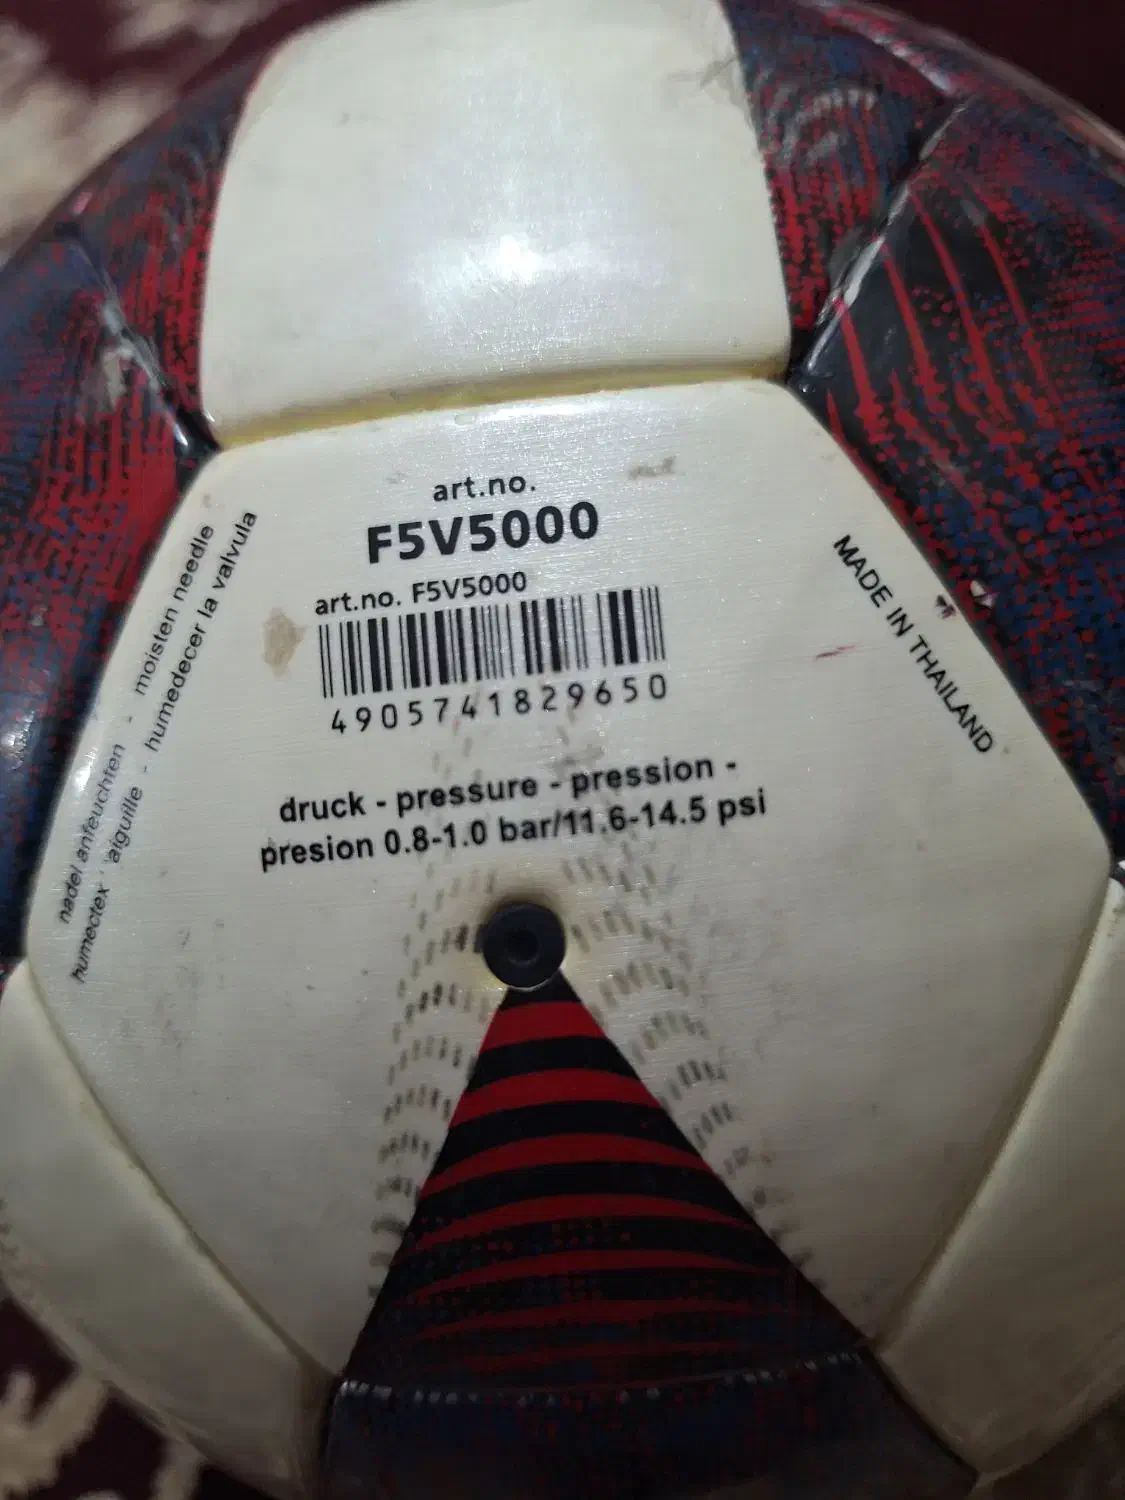 art.no.
F5V5000
art.no. F5V5000
4905741829650
druck - pressure - pression -
presion 0.8-1.0 bar/11.6-14.5 psi
nadel anfeuchten - moisten needle
humectex aiguille - humedecer la valvula
MADE IN THAILAND